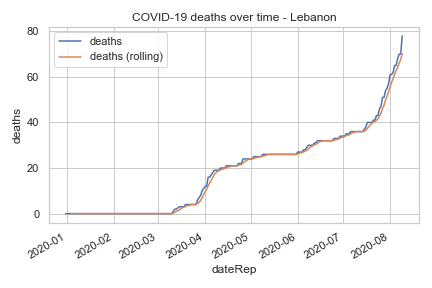 COVID-19 deaths over time - Lebanon
deaths
deaths (rolling)
80
60
40
20
0
deaths
2020-01
2020-02
2020-03
2020-04
2020-05
2020-06
2020-07
2020-08
dateRep